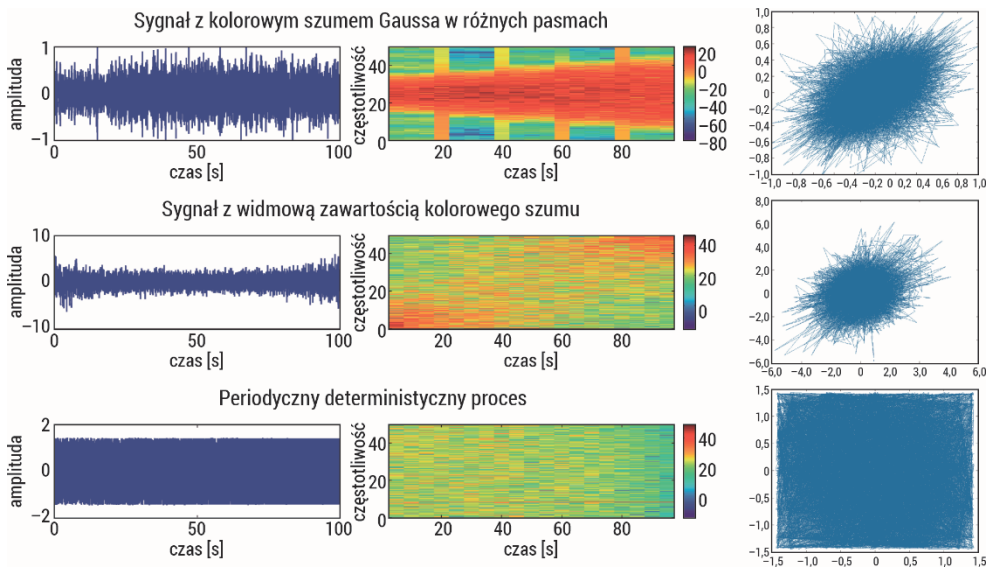 Sygnał z kolorowym szumem Gaussa w różnych pasmach
amplituda
1
0
−1
0 50 100
czas [s]
częstotliwość
40
20
0
20 40 60 80
czas [s]
20
0
−20
−40
−60
−80
1,0
0,8
0,6
0,4
0,2
0
−0,2
−0,4
−0,6
−0,8
−1,0
−1,0 −0,6 −0,2 0 0,2 0,4 0,6 1,0
Sygnał z widmową zawartością kolorowego szumu
amplituda
10
0
−10
0 50 100
czas [s]
częstotliwość
40
20
0
20 40 60 80
czas [s]
40
20
0
8,0
6,0
4,0
2,0
0
−2,0
−4,0
−6,0
−6,0 −4,0 −2,0 0 2,0 4,0 6,0
Periodyczny deterministyczny proces
amplituda
2
0
−2
0 50 100
czas [s]
częstotliwość
40
20
0
20 40 60 80
czas [s]
40
20
0
1,5
1,0
0,5
0
−0,5
−1,0
−1,5
−1,5 −1,0 −0,5 0 0,5 1,0 1,5